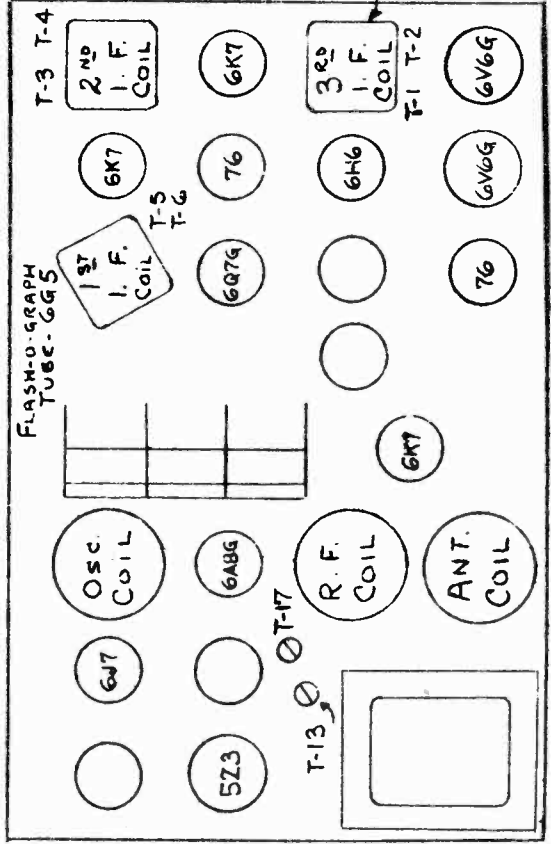 T-3 T-4
2ND
I. F.
COIL
6K7
3RD
I. F.
COIL
T-1 T-2
6V6G
6K7
76
6H6
6V6G
FLASH-O-GRAPH
TUBE-6G5
1ST
I. F.
COIL
T-5
T-6
6Q7G
76
6K7
OSC.
COIL
6A8G
R. F.
COIL
ANT.
COIL
6J7
T-17
T-13
5Z3